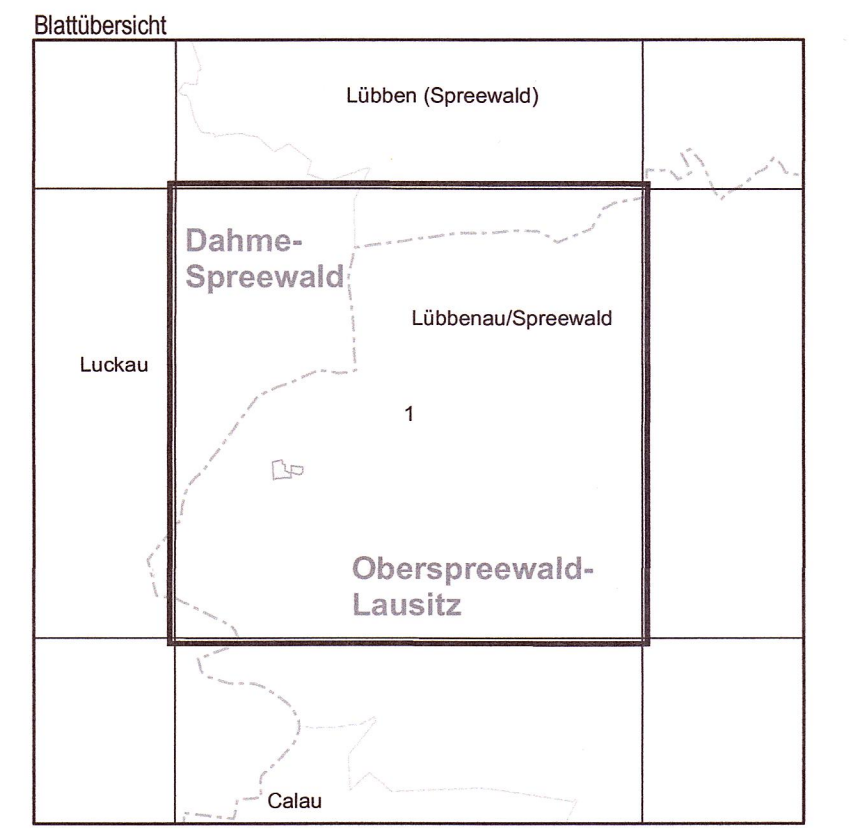 Blattübersicht
Lübben (Spreewald)
Dahme-
Spreewald
Lübbenau/Spreewald
Luckau
1
Oberspreewald-
Lausitz
Calau